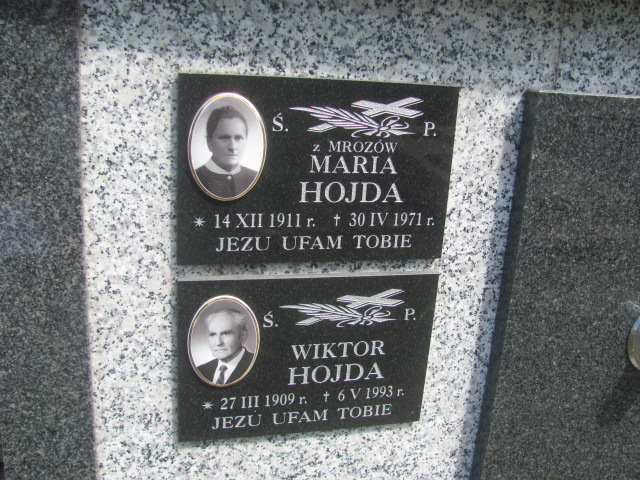 Ś. P.
z MROZÓW
MARIA
HOJDA
* 14 XII 1911 r. † 30 IV 1971 r.
JEZU UFAM TOBIE
Ś. P.
WIKTOR
HOJDA
* 27 III 1909 r. † 6 V 1993 r.
JEZU UFAM TOBIE